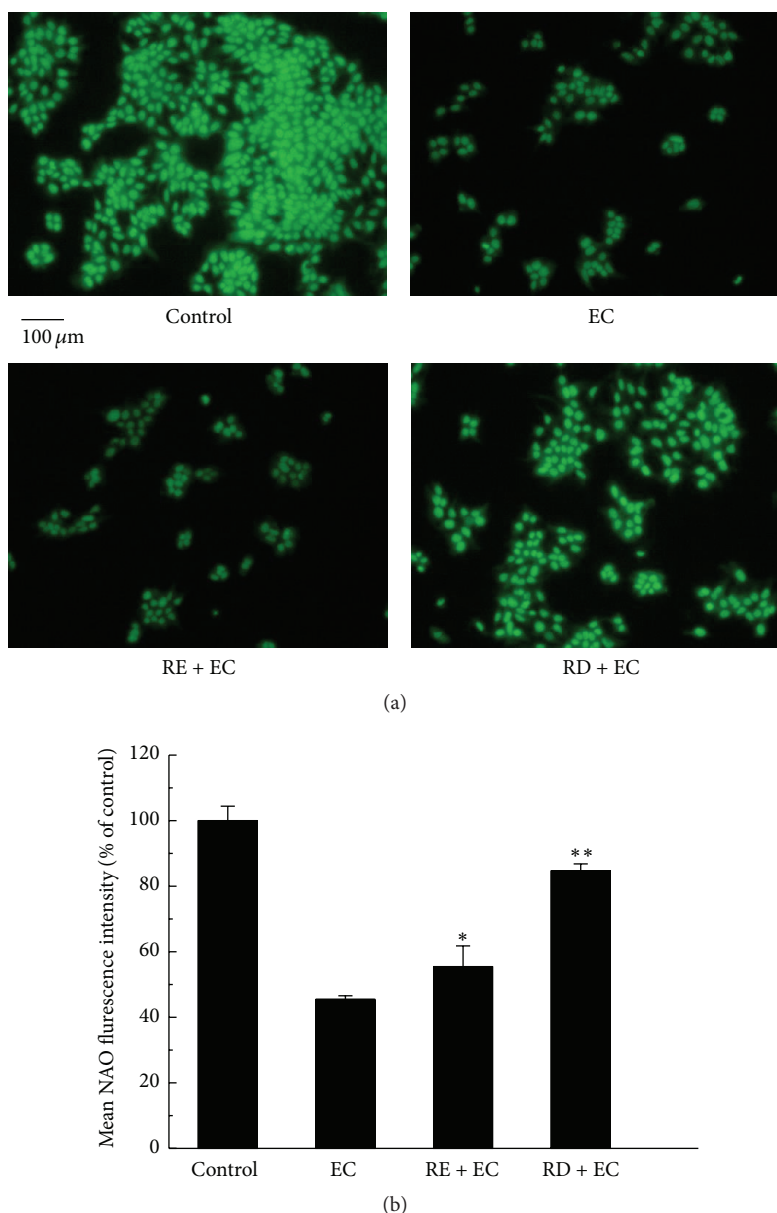 Control
EC
100 μm
RE + EC
RD + EC
(a)
Mean NAO flurescence intensity (% of control)
120
100
80
60
40
20
0
*
**
Control
EC
RE + EC
RD + EC
(b)